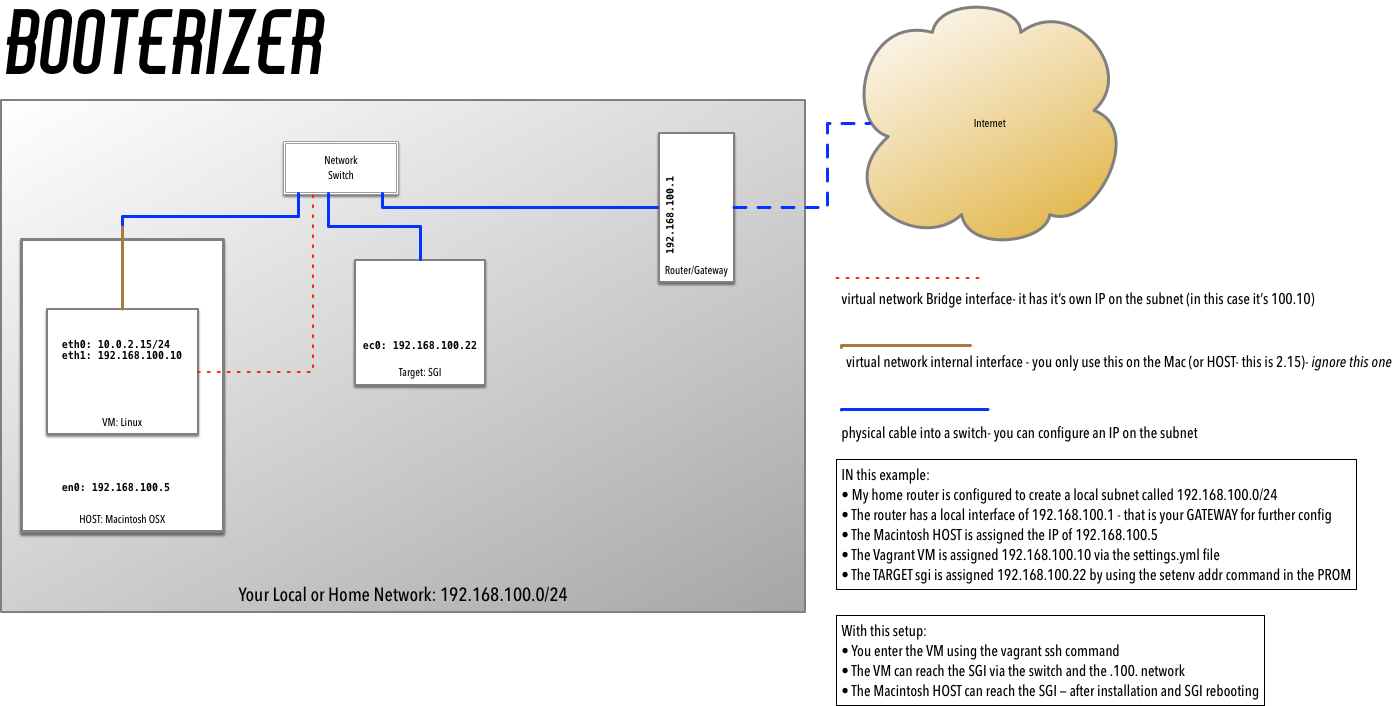 BOOTERIZER
Internet
Network
Switch
192.168.100.1
Router/Gateway
eth0: 10.0.2.15/24
eth1: 192.168.100.10
VM: Linux
en0: 192.168.100.5
HOST: Macintosh OSX
ec0: 192.168.100.22
Target: SGI
Your Local or Home Network: 192.168.100.0/24
virtual network Bridge interface- it has it's own IP on the subnet (in this case it's 100.10)
virtual network internal interface - you only use this on the Mac (or HOST- this is 2.15)- ignore this one
physical cable into a switch- you can configure an IP on the subnet
IN this example:
• My home router is configured to create a local subnet called 192.168.100.0/24
• The router has a local interface of 192.168.100.1 - that is your GATEWAY for further config
• The Macintosh HOST is assigned the IP of 192.168.100.5
• The Vagrant VM is assigned 192.168.100.10 via the settings.yml file
• The TARGET sgi is assigned 192.168.100.22 by using the setenv addr command in the PROM
With this setup:
• You enter the VM using the vagrant ssh command
• The VM can reach the SGI via the switch and the .100. network
• The Macintosh HOST can reach the SGI – after installation and SGI rebooting